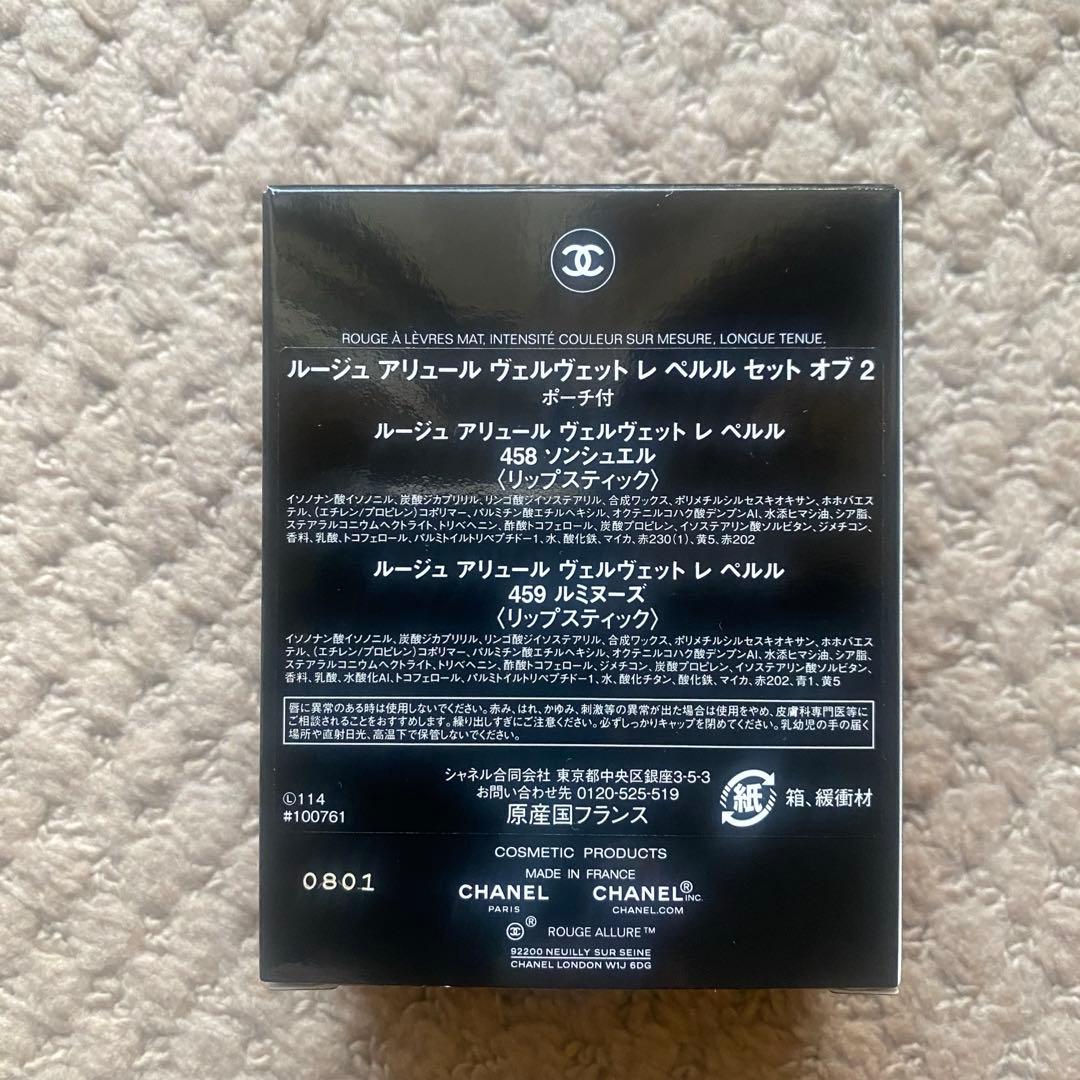 ROUGE À LÈVRES MAT, INTENSITÉ COULEUR SUR MESURE, LONGUE TENUE.
ルージュ アリュール ヴェルヴェット レ ペルル セット オブ 2
ポーチ付
ルージュ アリュール ヴェルヴェット レ ペルル
458 ソンシュエル
〈リップスティック〉
イソノナン酸イソノニル、炭酸ジカプリリル、リンゴ酸ジイソステアリル、合成ワックス、ポリメチルシルセスキオキサン、ホホバエス
テル、(エチレン/プロピレン)コポリマー、パルミチン酸エチルヘキシル、オクテニルコハク酸デンプンAl、水添ヒマシ油、シア脂、
ステアラルコニウムヘクトライト、トリベヘニン、酢酸トコフェロール、炭酸プロピレン、イソステアリン酸ソルビタン、ジメチコン、
香料、乳酸、トコフェロール、パルミトイルトリペプチド-1、水、酸化鉄、マイカ、赤230(1)、黄5、赤202
ルージュ アリュール ヴェルヴェット レ ペルル
459 ルミヌーズ
〈リップスティック〉
イソノナン酸イソノニル、炭酸ジカプリリル、リンゴ酸ジイソステアリル、合成ワックス、ポリメチルシルセスキオキサン、ホホバエス
テル、(エチレン/プロピレン)コポリマー、パルミチン酸エチルヘキシル、オクテニルコハク酸デンプンAl、水添ヒマシ油、シア脂、
ステアラルコニウムヘクトライト、トリベヘニン、酢酸トコフェロール、ジメチコン、炭酸プロピレン、イソステアリン酸ソルビタン、
香料、乳酸、水酸化Al、トコフェロール、パルミトイルトリペプチド-1、水、酸化チタン、酸化鉄、マイカ、赤202、青1、黄5
唇に異常のある時は使用しないでください。赤み、はれ、かゆみ、刺激等の異常が出た場合は使用をやめ、皮膚科専門医等に
ご相談されることをおすすめします。繰り出しすぎにご注意ください。必ずしっかりキャップを閉めてください。乳幼児の手の届く
場所や直射日光、高温下で保管しないでください。
シャネル合同会社 東京都中央区銀座3-5-3
お問い合わせ先 0120-525-519
原産国フランス
紙 箱、緩衝材
Ⓛ114
#100761
0801
COSMETIC PRODUCTS
MADE IN FRANCE
CHANEL CHANEL® INC.
PARIS CHANEL.COM
® ROUGE ALLURE™
92200 NEUILLY SUR SEINE
CHANEL LONDON W1J 6DG